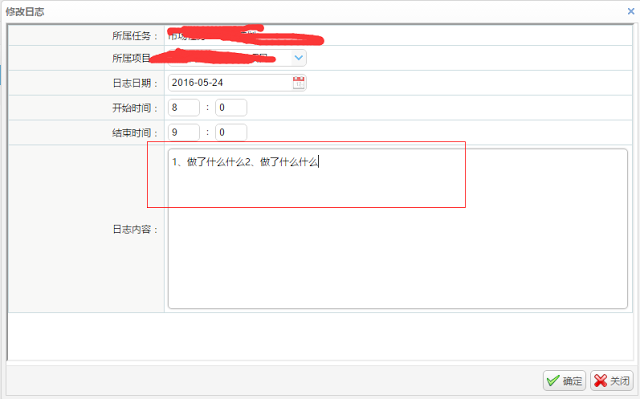 修改日志
所属任务：
所属项目
日志日期： 2016-05-24
开始时间： 8 : 0
结束时间： 9 : 0
1、做了什么什么2、做了什么什么
日志内容：
确定 关闭